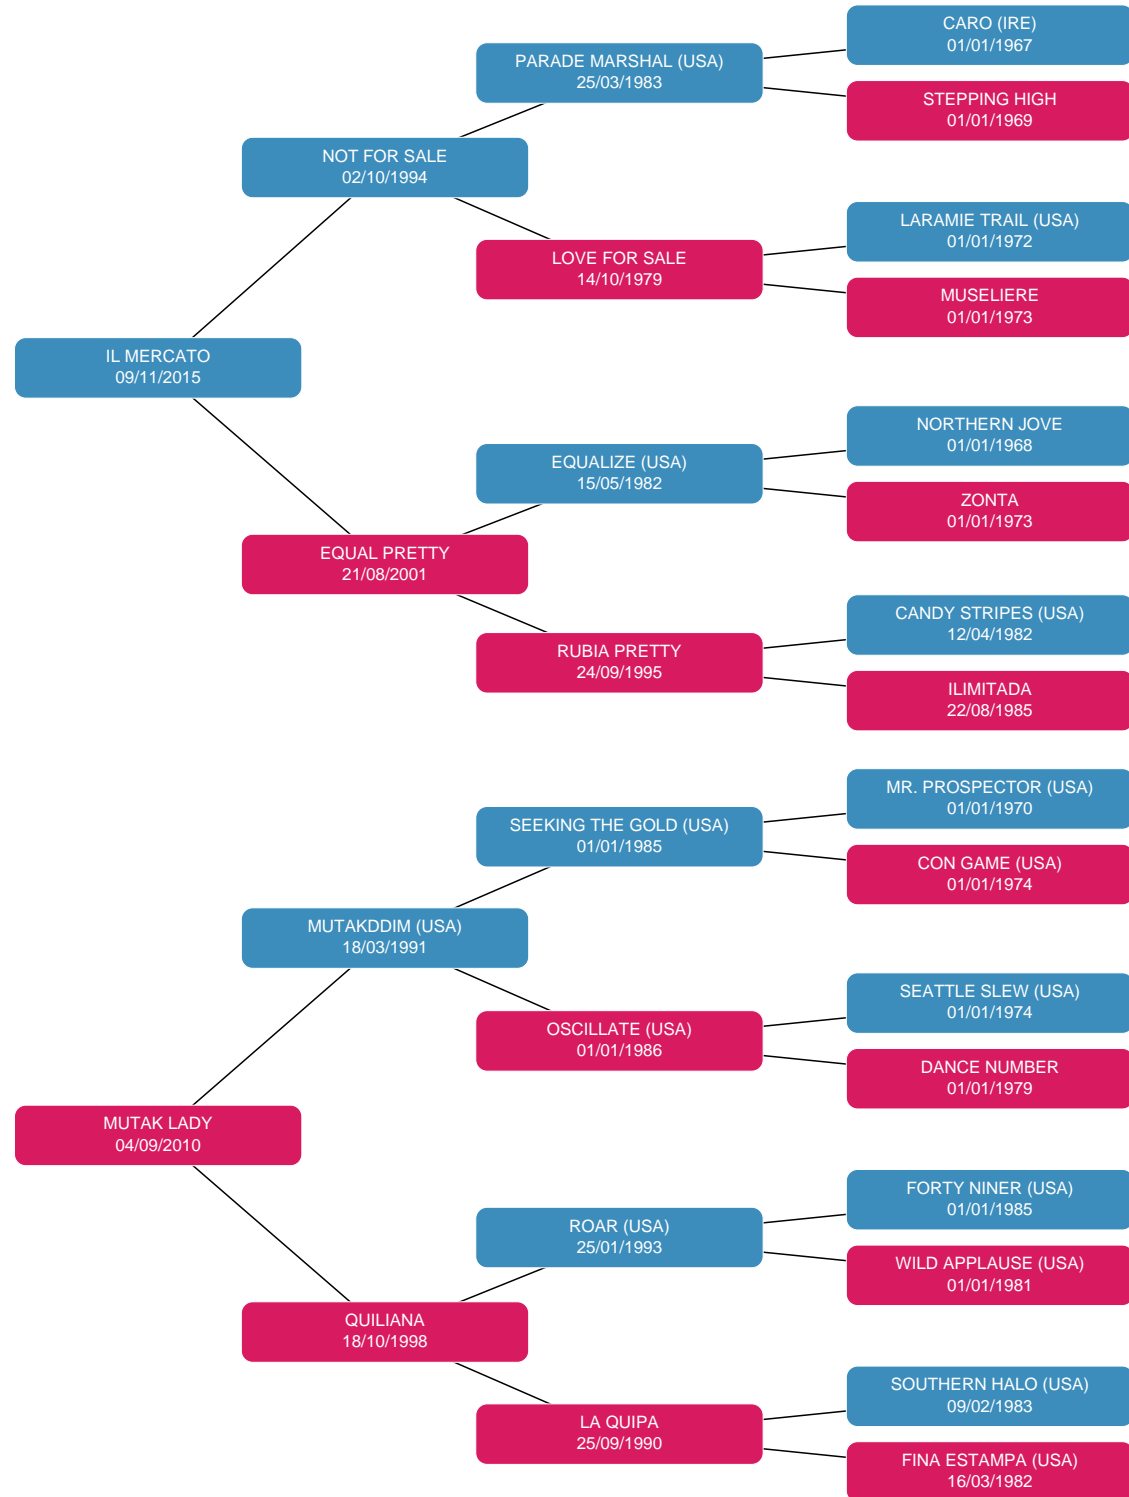 CARO (IRE)
01/01/1967
PARADE MARSHAL (USA)
25/03/1983
STEPPING HIGH
01/01/1969
NOT FOR SALE
02/10/1994
LARAMIE TRAIL (USA)
01/01/1972
LOVE FOR SALE
14/10/1979
MUSELIERE
01/01/1973
IL MERCATO
09/11/2015
NORTHERN JOVE
01/01/1968
EQUALIZE (USA)
15/05/1982
ZONTA
01/01/1973
EQUAL PRETTY
21/08/2001
CANDY STRIPES (USA)
12/04/1982
RUBIA PRETTY
24/09/1995
ILIMITADA
22/08/1985
MR. PROSPECTOR (USA)
01/01/1970
SEEKING THE GOLD (USA)
01/01/1985
CON GAME (USA)
01/01/1974
MUTAKDDIM (USA)
18/03/1991
SEATTLE SLEW (USA)
01/01/1974
OSCILLATE (USA)
01/01/1986
DANCE NUMBER
01/01/1979
MUTAK LADY
04/09/2010
FORTY NINER (USA)
01/01/1985
ROAR (USA)
25/01/1993
WILD APPLAUSE (USA)
01/01/1981
QUILIANA
18/10/1998
SOUTHERN HALO (USA)
09/02/1983
LA QUIPA
25/09/1990
FINA ESTAMPA (USA)
16/03/1982